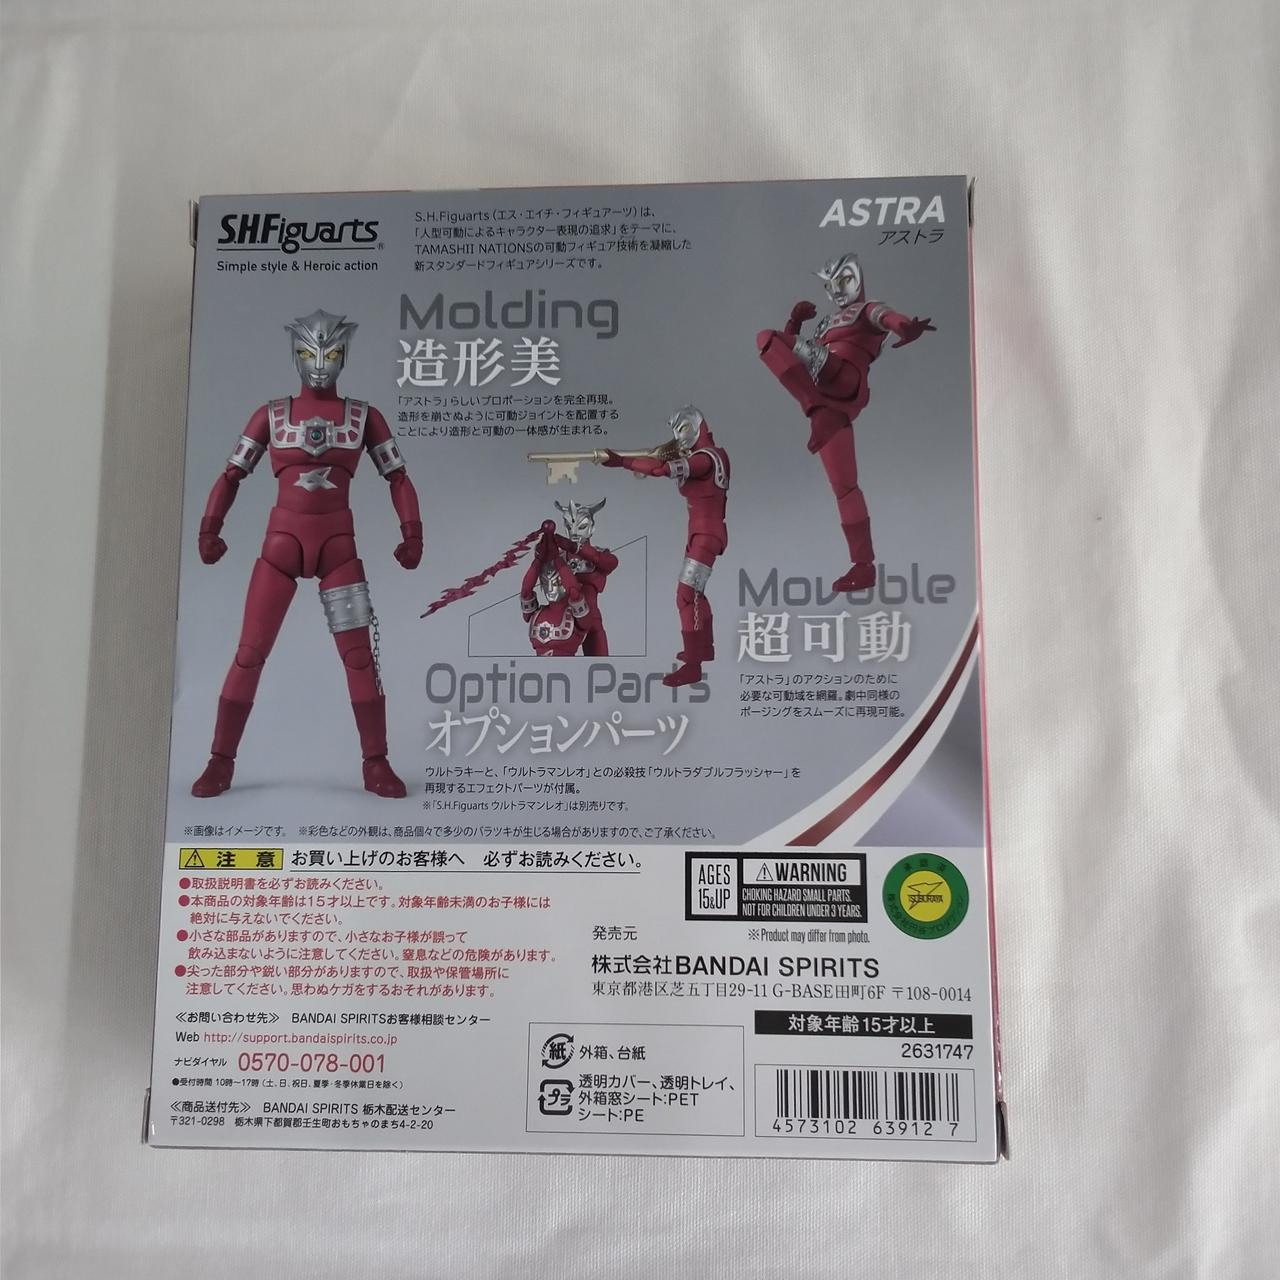 S.H.Figuarts®
Simple style & Heroic action
S.H.Figuarts（エス・エイチ・フィギュアーツ）は、
「人型可動によるキャラクター表現の追求」をテーマに、
TAMASHII NATIONSの可動フィギュア技術を凝縮した
新スタンダードフィギュアシリーズです。
ASTRA
アストラ
Molding
造形美
「アストラ」らしいプロポーションを完全再現。
造形を崩さぬように可動ジョイントを配置する
ことにより造形と可動の一体感が生まれる。
Movable
超可動
「アストラ」のアクションのために
必要な可動域を網羅。劇中同様の
ポージングをスムーズに再現可能。
Option Parts
オプションパーツ
ウルトラキーと、「ウルトラマンレオ」との必殺技「ウルトラダブルフラッシャー」を
再現するエフェクトパーツが付属。
※「S.H.Figuarts ウルトラマンレオ」は別売りです。
※画像はイメージです。 ※彩色などの外観は、商品個々で多少のバラツキが生じる場合がありますので、ご了承ください。
注 意 お買い上げのお客様へ 必ずお読みください。
●取扱説明書を必ずお読みください。
●本商品の対象年齢は15才以上です。対象年齢未満のお子様には
絶対に与えないでください。
●小さな部品がありますので、小さなお子様が誤って
飲み込まないように注意してください。窒息などの危険があります。
●尖った部分や鋭い部分がありますので、取扱や保管場所に
注意してください。思わぬケガをするおそれがあります。
≪お問い合わせ先≫ BANDAI SPIRITSお客様相談センター
Web http://support.bandaispirits.co.jp
ナビダイヤル 0570-078-001
●受付時間 10時〜17時（土、日、祝日、夏季・冬季休業日を除く）
≪商品送付先≫ BANDAI SPIRITS 栃木配送センター
〒321-0298 栃木県下都賀郡壬生町おもちゃのまち4-2-20
AGES
15&UP
WARNING
CHOKING HAZARD SMALL PARTS.
NOT FOR CHILDREN UNDER 3 YEARS.
※Product may differ from photo.
TSUBURAYA
株式会社円谷プロダクション
発売元
株式会社BANDAI SPIRITS
東京都港区芝五丁目29-11 G-BASE田町6F 〒108-0014
対象年齢15才以上
2631747
紙 外箱、台紙
プラ 透明カバー、透明トレイ、
外箱窓シート:PET
シート:PE
4573102 63912 7